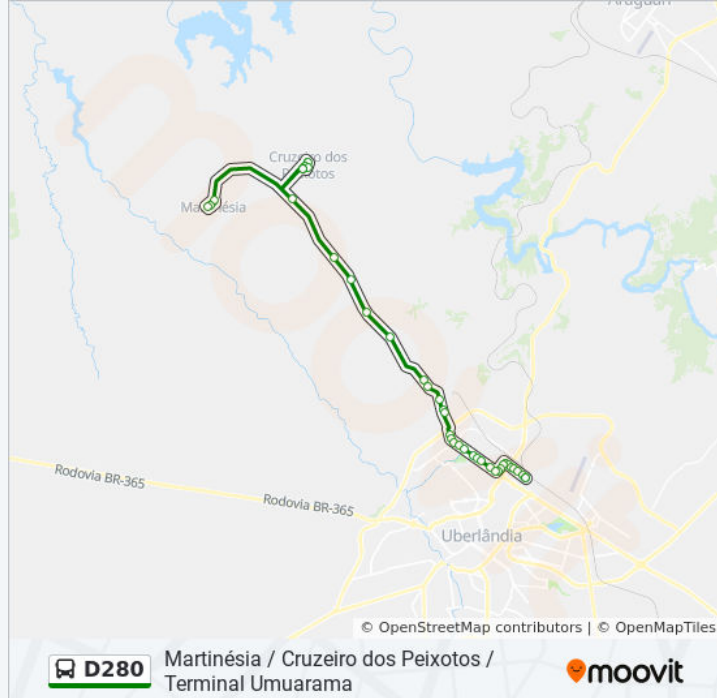 Araguari
Cruzeiro dos
Peixotos
Martinésia
Rodovia BR-365
Rodovia BR-365
Uberlândia
© OpenStreetMap contributors | © OpenMapTiles
D280
Martinésia / Cruzeiro dos Peixotos /
Terminal Umuarama
moovit